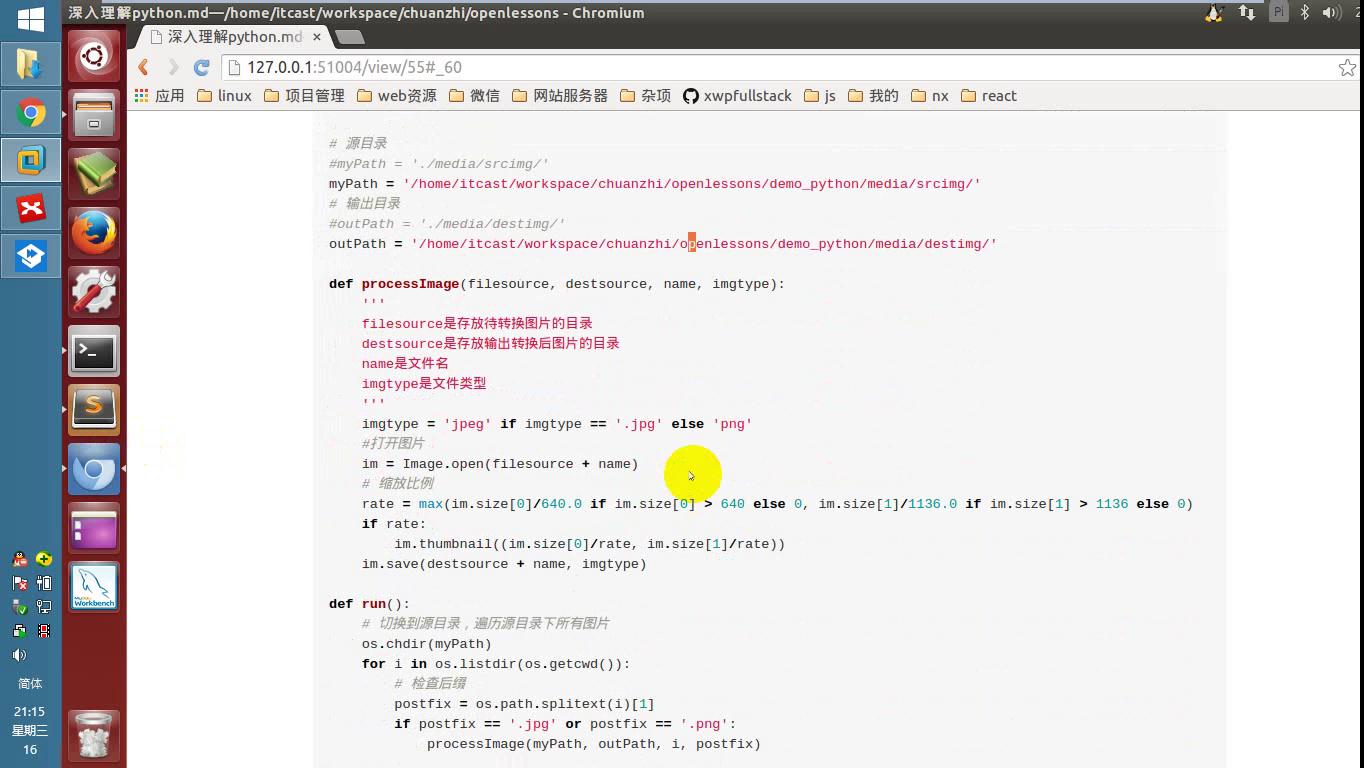 深入理解python.md—/home/itcast/workspace/chuanzhi/openlessons - Chromium
Pi
深入理解python.md
127.0.0.1:51004/view/55#_60
应用 linux 项目管理 web资源 微信 网站服务器 杂项 xwpfullstack js 我的 nx react
# 源目录
#myPath = './media/srcimg/'
myPath = '/home/itcast/workspace/chuanzhi/openlessons/demo_python/media/srcimg/'
# 输出目录
#outPath = './media/destimg/'
outPath = '/home/itcast/workspace/chuanzhi/openlessons/demo_python/media/destimg/'
def processImage(filesource, destsource, name, imgtype):
'''
filesource是存放待转换图片的目录
destsource是存放输出转换后图片的目录
name是文件名
imgtype是文件类型
'''
imgtype = 'jpeg' if imgtype == '.jpg' else 'png'
#打开图片
im = Image.open(filesource + name)
# 缩放比例
rate = max(im.size[0]/640.0 if im.size[0] > 640 else 0, im.size[1]/1136.0 if im.size[1] > 1136 else 0)
if rate:
im.thumbnail((im.size[0]/rate, im.size[1]/rate))
im.save(destsource + name, imgtype)
def run():
# 切换到源目录，遍历源目录下所有图片
os.chdir(myPath)
for i in os.listdir(os.getcwd()):
# 检查后缀
postfix = os.path.splitext(i)[1]
if postfix == '.jpg' or postfix == '.png':
processImage(myPath, outPath, i, postfix)
MySQL
Workbench
简体
21:15
星期三
16